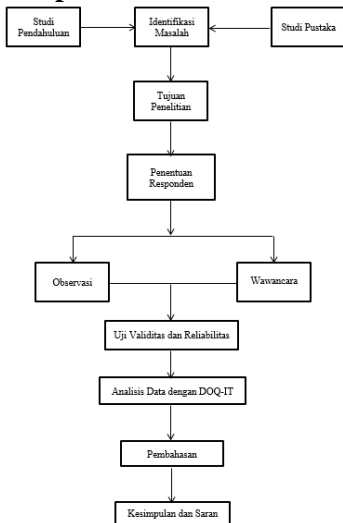 Studi
Pendahuluan
Identifikasi
Masalah
Studi Pustaka
Tujuan
Penelitian
Penentuan
Responden
Observasi
Wawancara
Uji Validitas dan Reliabilitas
Analisis Data dengan DOQ-IT
Pembahasan
Kesimpulan dan Saran